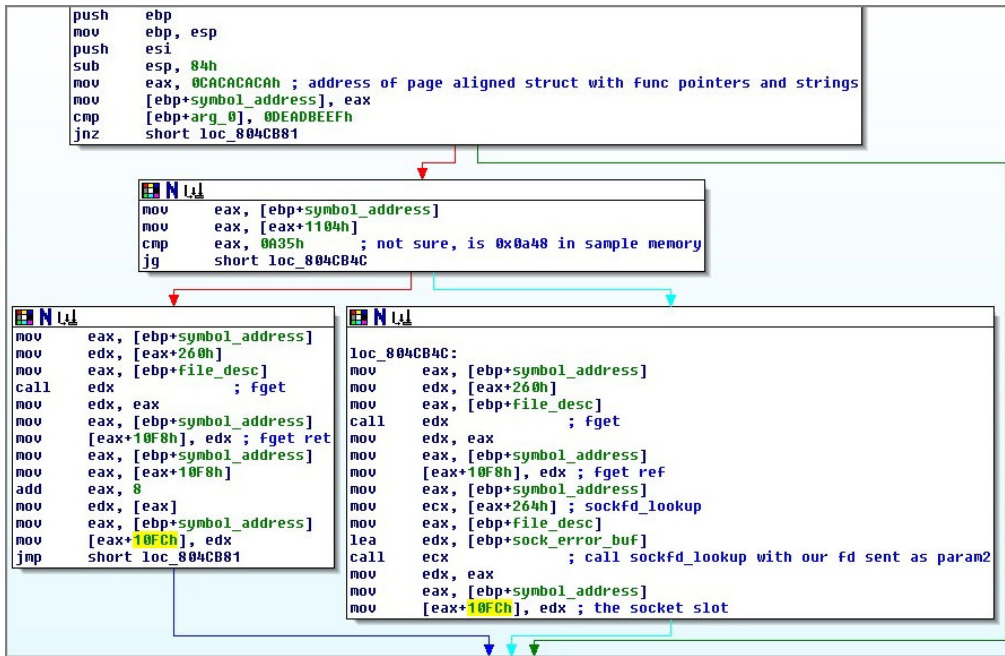 push ebp
mov ebp, esp
push esi
sub esp, 84h
mov eax, 0CACACACAh ; address of page aligned struct with func pointers and strings
mov [ebp+symbol_address], eax
cmp [ebp+arg_0], 0DEADBEEFh
jnz short loc_804CB81
mov eax, [ebp+symbol_address]
mov eax, [eax+1104h]
cmp eax, 0A35h ; not sure, is 0x0a48 in sample memory
jg short loc_804CB4C
mov eax, [ebp+symbol_address]
mov edx, [eax+260h]
mov eax, [ebp+file_desc]
call edx ; fget
mov edx, eax
mov eax, [ebp+symbol_address]
mov [eax+10F8h], edx ; fget ret
mov eax, [ebp+symbol_address]
mov eax, [eax+10F8h]
add eax, 8
mov edx, [eax]
mov eax, [ebp+symbol_address]
mov [eax+10FCh], edx
jmp short loc_804CB81
loc_804CB4C:
mov eax, [ebp+symbol_address]
mov edx, [eax+260h]
mov eax, [ebp+file_desc]
call edx ; fget
mov edx, eax
mov eax, [ebp+symbol_address]
mov [eax+10F8h], edx ; fget ref
mov eax, [ebp+symbol_address]
mov ecx, [eax+264h] ; sockfd_lookup
mov eax, [ebp+file_desc]
lea edx, [ebp+sock_error_buf]
call ecx ; call sockfd_lookup with our fd sent as param2
mov edx, eax
mov eax, [ebp+symbol_address]
mov [eax+10FCh], edx ; the socket slot